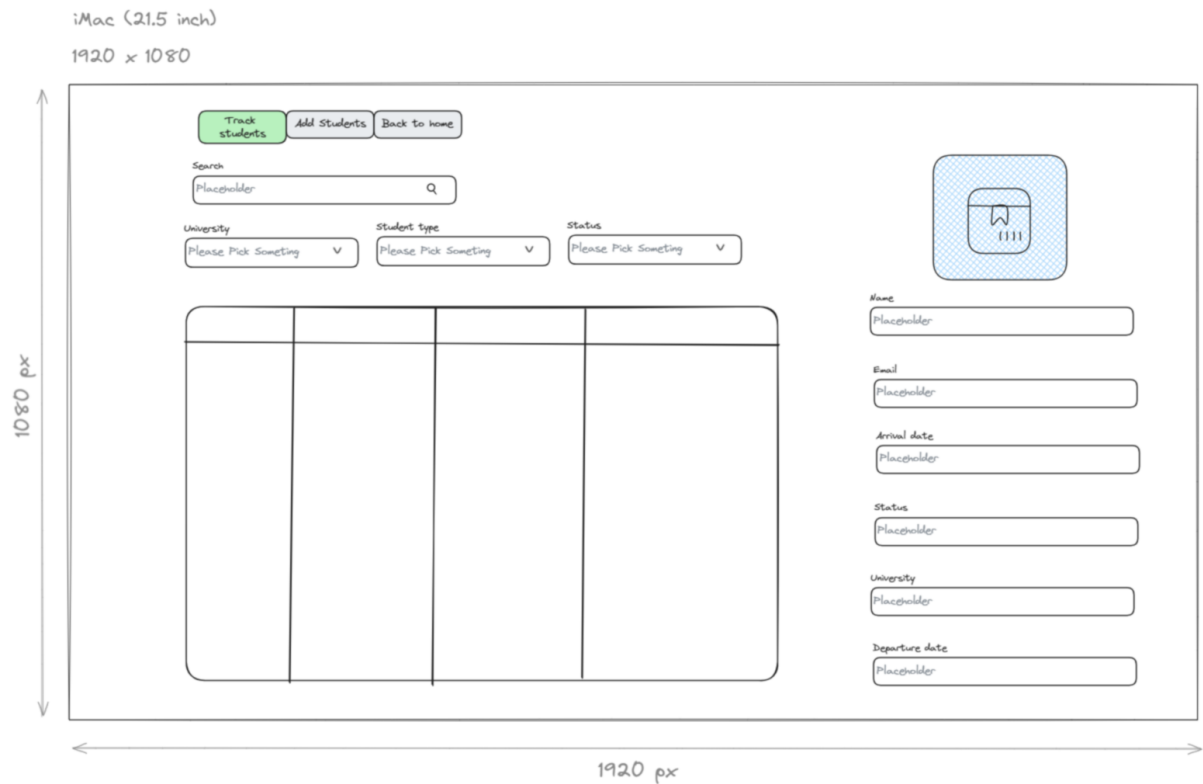 iMac (21.5 inch)
1920 x 1080
Track
students
Add Students
Back to home
Search
Placeholder
University
Student type
Status
Please Pick Someting
Please Pick Someting
Please Pick Someting
Name
Placeholder
Email
Placeholder
Arrival date
Placeholder
Status
Placeholder
University
Placeholder
Departure date
Placeholder
1080 px
1920 px